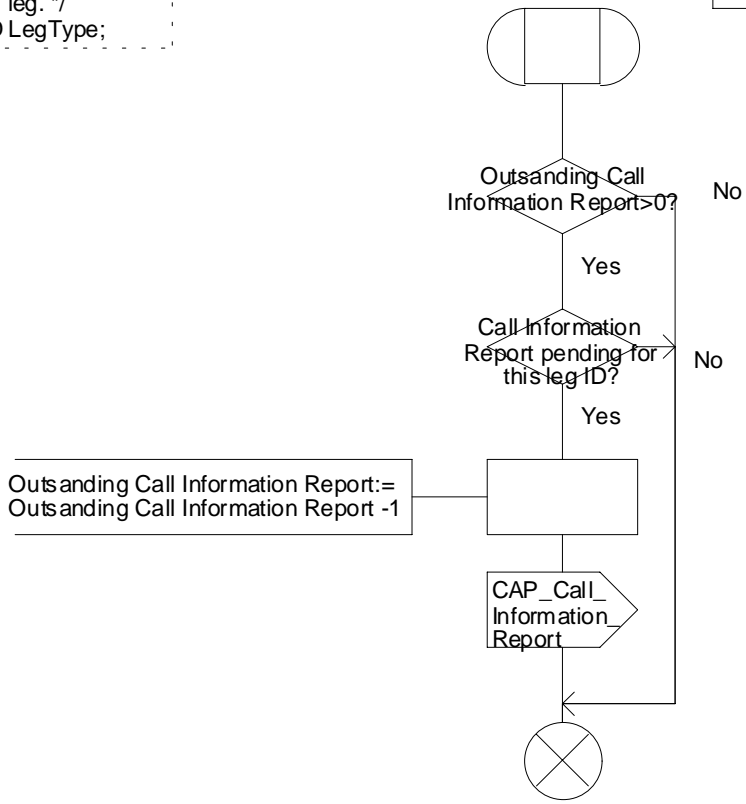 leg. */
LegType;
Outsanding Call
Information Report>0?
No
Yes
Call Information
Report pending for
this leg ID?
No
Yes
Outsanding Call Information Report:=
Outsanding Call Information Report -1
CAP_Call_
Information_
Report